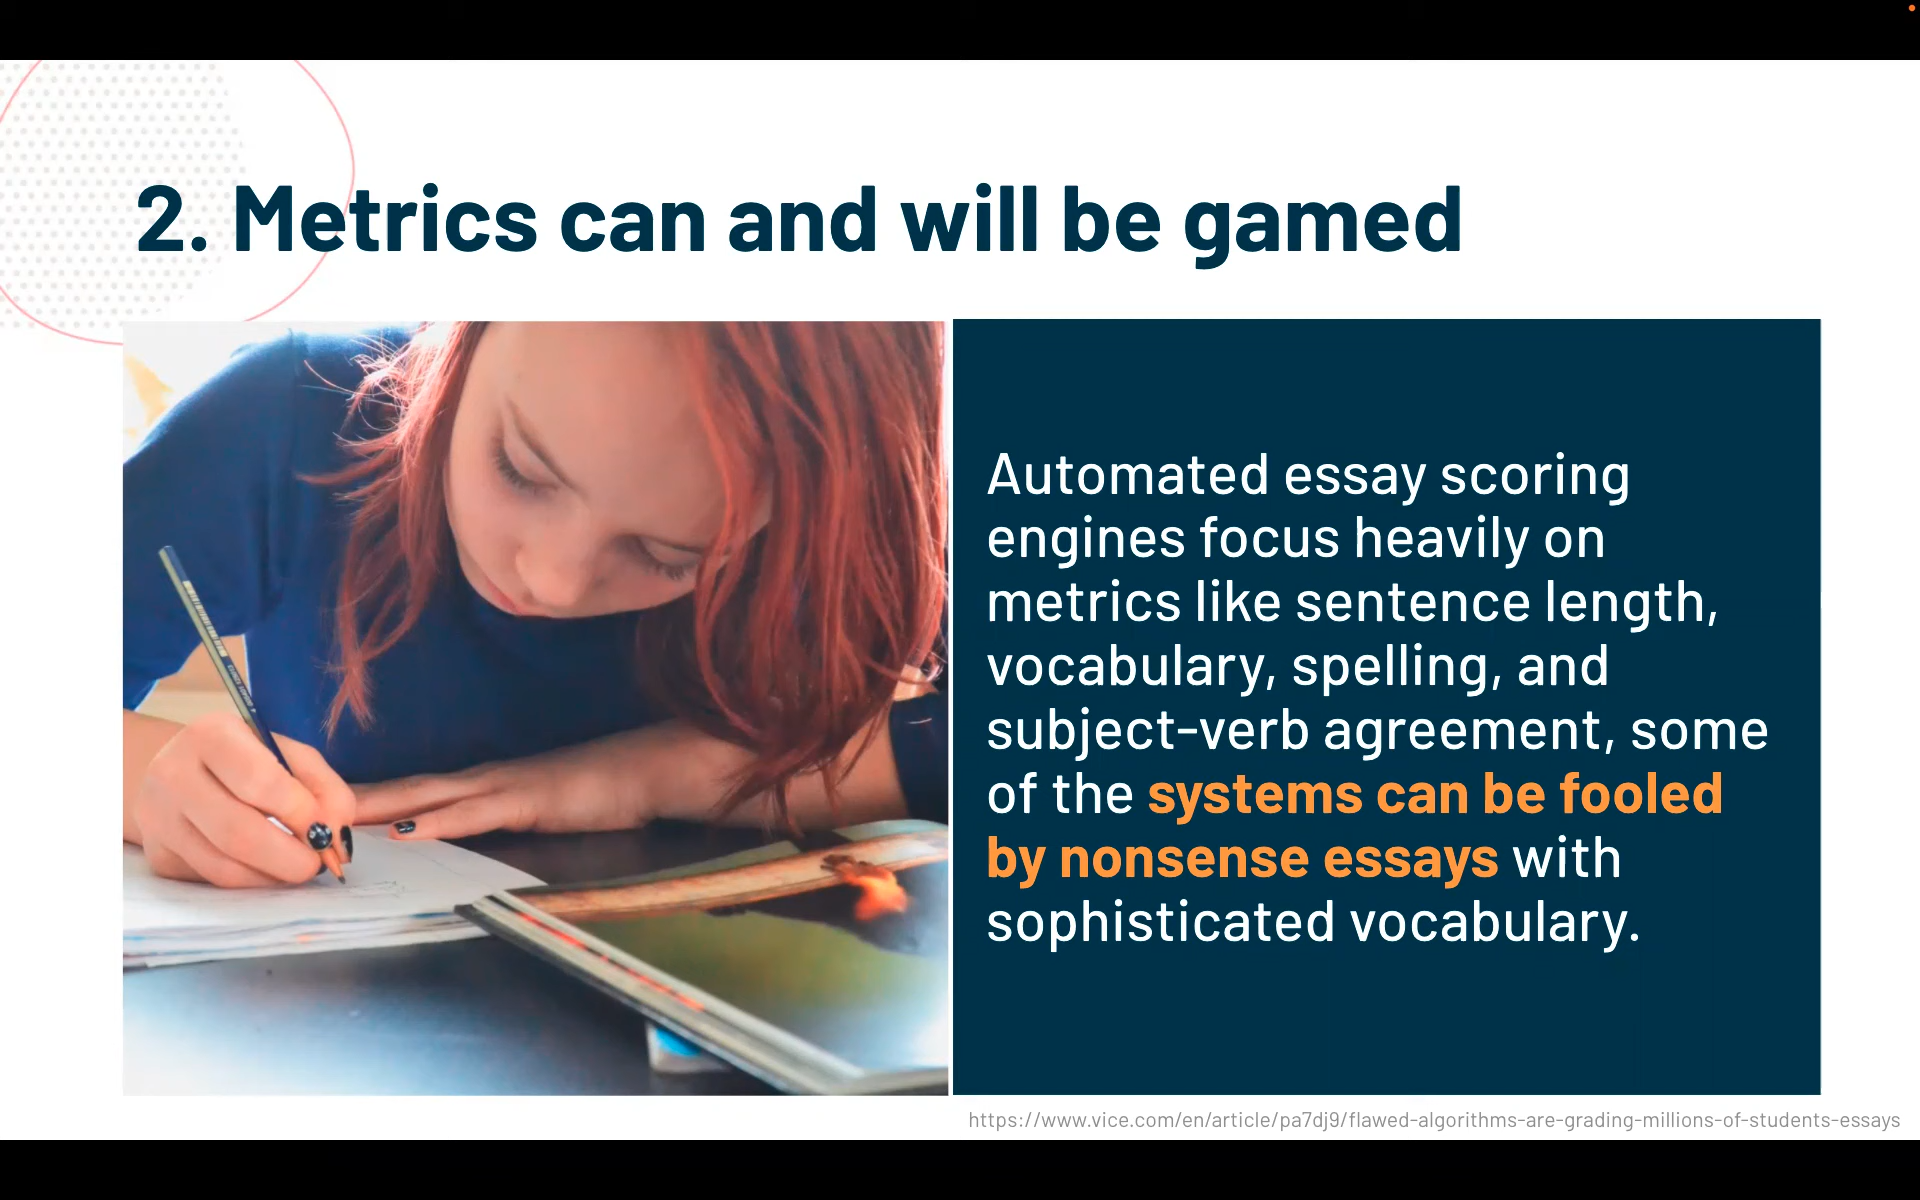 2. Metrics can and will be gamed
Automated essay scoring
engines focus heavily on
metrics like sentence length,
vocabulary, spelling, and
subject-verb agreement, some
of the systems can be fooled
by nonsense essays with
sophisticated vocabulary.
https://www.vice.com/en/article/pa7dj9/flawed-algorithms-are-grading-millions-of-students-essays